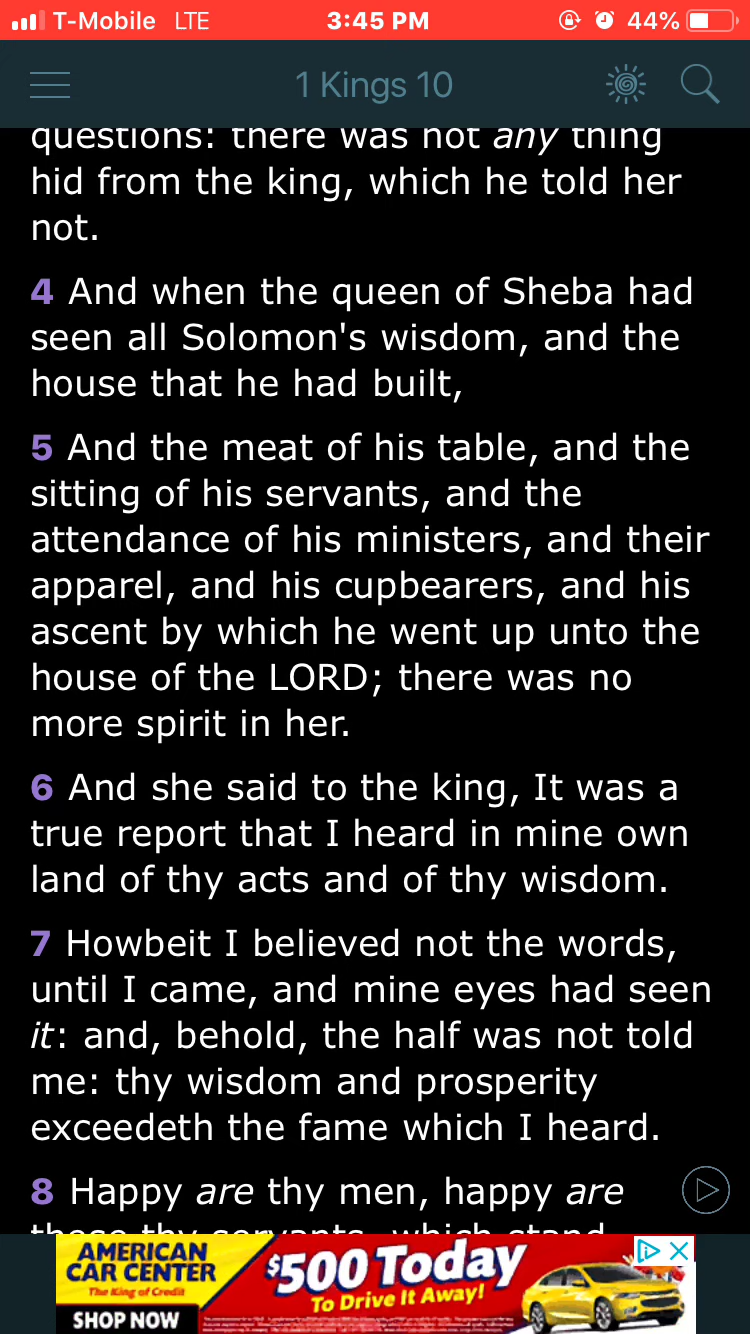 T-Mobile LTE 3:45 PM 44%
1 Kings 10
questions: there was not any thing
hid from the king, which he told her
not.
4 And when the queen of Sheba had
seen all Solomon's wisdom, and the
house that he had built,
5 And the meat of his table, and the
sitting of his servants, and the
attendance of his ministers, and their
apparel, and his cupbearers, and his
ascent by which he went up unto the
house of the LORD; there was no
more spirit in her.
6 And she said to the king, It was a
true report that I heard in mine own
land of thy acts and of thy wisdom.
7 Howbeit I believed not the words,
until I came, and mine eyes had seen
it: and, behold, the half was not told
me: thy wisdom and prosperity
exceedeth the fame which I heard.
8 Happy are thy men, happy are
these thy servants, which stand
AMERICAN
CAR CENTER
The King of Credit
SHOP NOW
$500 Today
To Drive It Away!